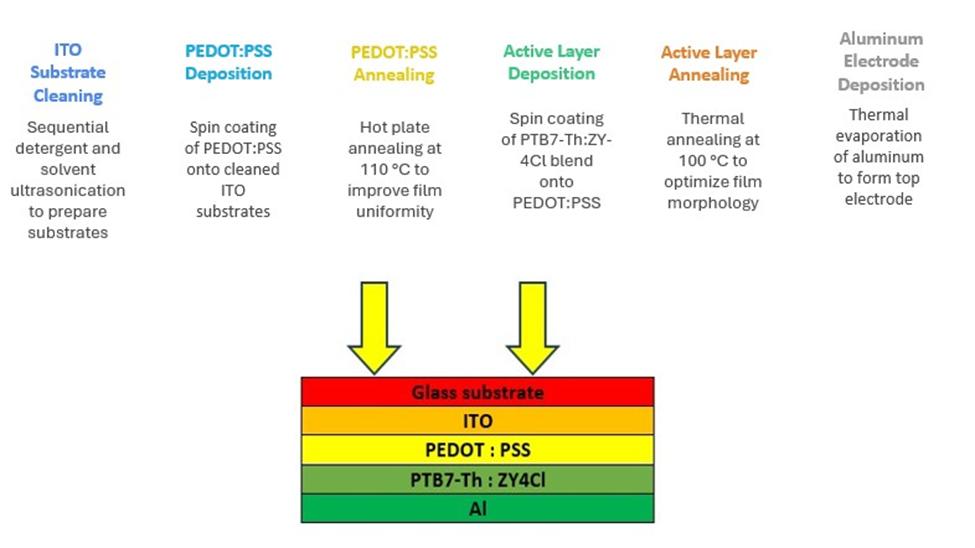 ITO
Substrate
Cleaning
Sequential
detergent and
solvent
ultrasonication
to prepare
substrates
PEDOT:PSS
Deposition
Spin coating
of PEDOT:PSS
onto cleaned
ITO
substrates
PEDOT:PSS
Annealing
Hot plate
annealing at
110 °C to
improve film
uniformity
Active Layer
Deposition
Spin coating
of PTB7-Th:ZY-
4Cl blend
onto
PEDOT:PSS
Active Layer
Annealing
Thermal
annealing at
100 °C to
optimize film
morphology
Aluminum
Electrode
Deposition
Thermal
evaporation
of aluminum
to form top
electrode
Glass substrate
ITO
PEDOT : PSS
PTB7-Th : ZY4Cl
Al